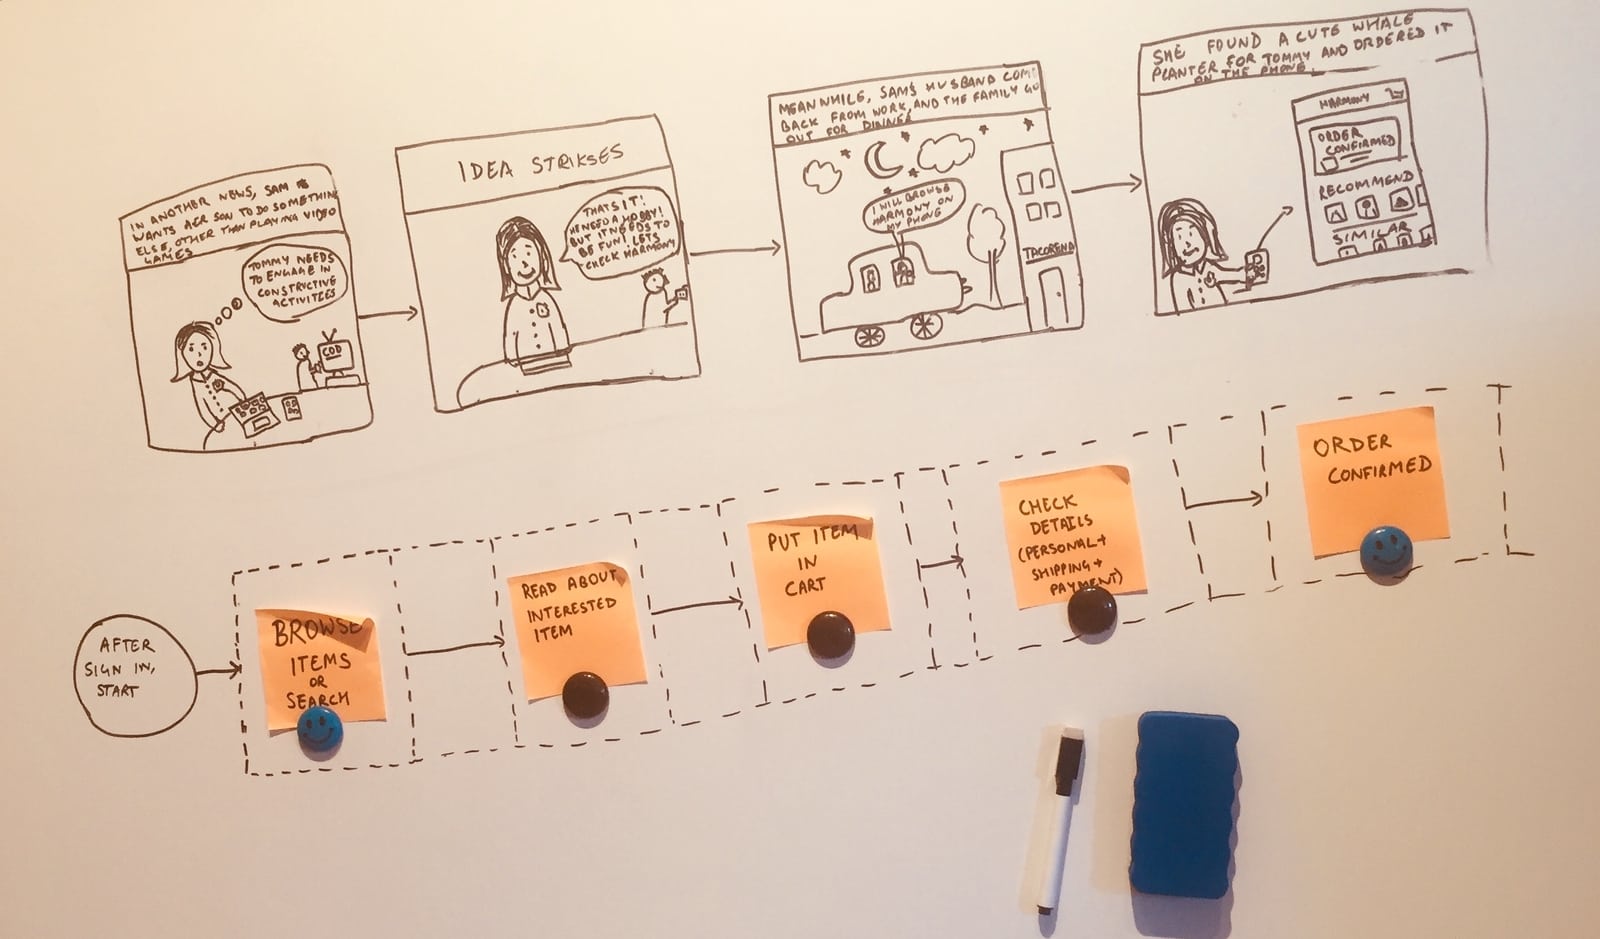 IN ANOTHER NEWS, SAM
WANTS HER SON TO DO SOMETHING
ELSE, OTHER THAN PLAYING VIDEO
GAMES
TOMMY NEEDS
TO ENGAGE IN
CONSTRUCTIVE
ACTIVITIES
COD
IDEA STRIKSES
THATS IT!
HE NEED A HOBBY!
BUT IT NEEDS TO
BE FUN! LETS
CHECK HARMONY
MEANWHILE, SAM'S HUSBAND COME
BACK FROM WORK, AND THE FAMILY GO
OUT FOR DINNER
I WILL BROWSE
HARMONY ON
MY PHONE
SHE FOUND A CUTE WHALE
PLANTER FOR TOMMY AND ORDERED IT
ON THE PHONE
HARMONY
ORDER
CONFIRMED
RECOMMEND
SIMILAR
AFTER
SIGN IN,
START
BROWSE
ITEMS
OR
SEARCH
READ ABOUT
INTERESTED
ITEM
PUT ITEM
IN
CART
CHECK
DETAILS
(PERSONAL+
SHIPPING+
PAYMENT)
ORDER
CONFIRMED